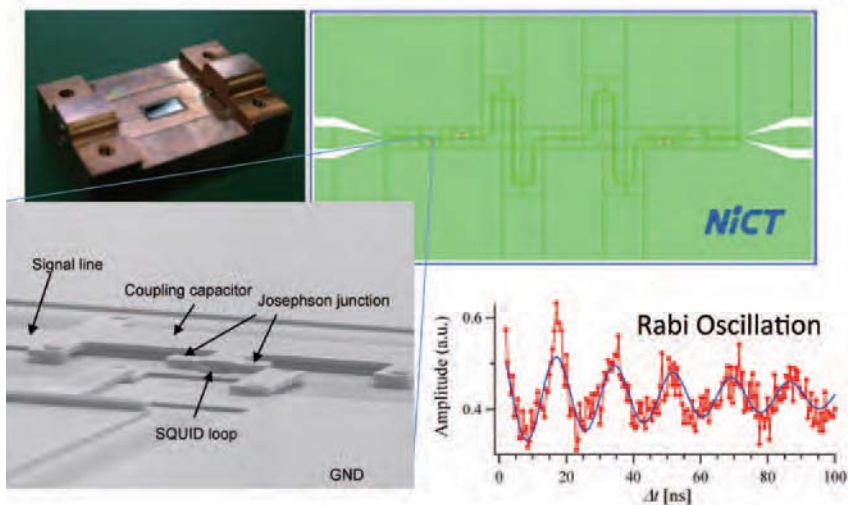 NiCT
Signal line
Coupling capacitor
Josephson junction
SQUID loop
GND
Rabi Oscillation
Amplitude (a.u.)
0.6
0.4
0 20 40 60 80 100
Δt [ns]